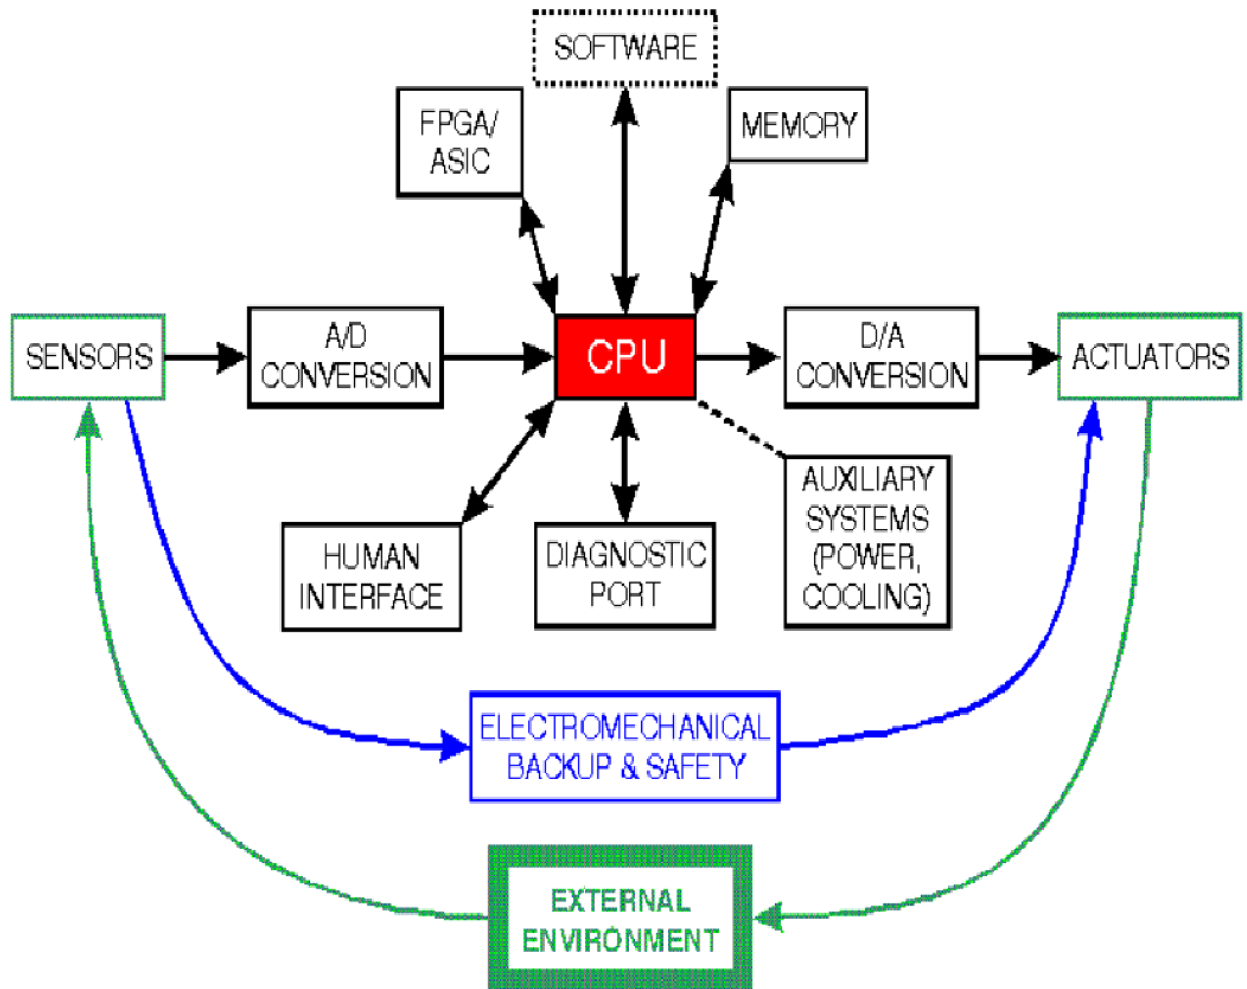 SOFTWARE
FPGA/
ASIC
MEMORY
SENSORS
A/D
CONVERSION
CPU
D/A
CONVERSION
ACTUATORS
HUMAN
INTERFACE
DIAGNOSTIC
PORT
AUXILIARY
SYSTEMS
(POWER,
COOLING)
ELECTROMECHANICAL
BACKUP & SAFETY
EXTERNAL
ENVIRONMENT